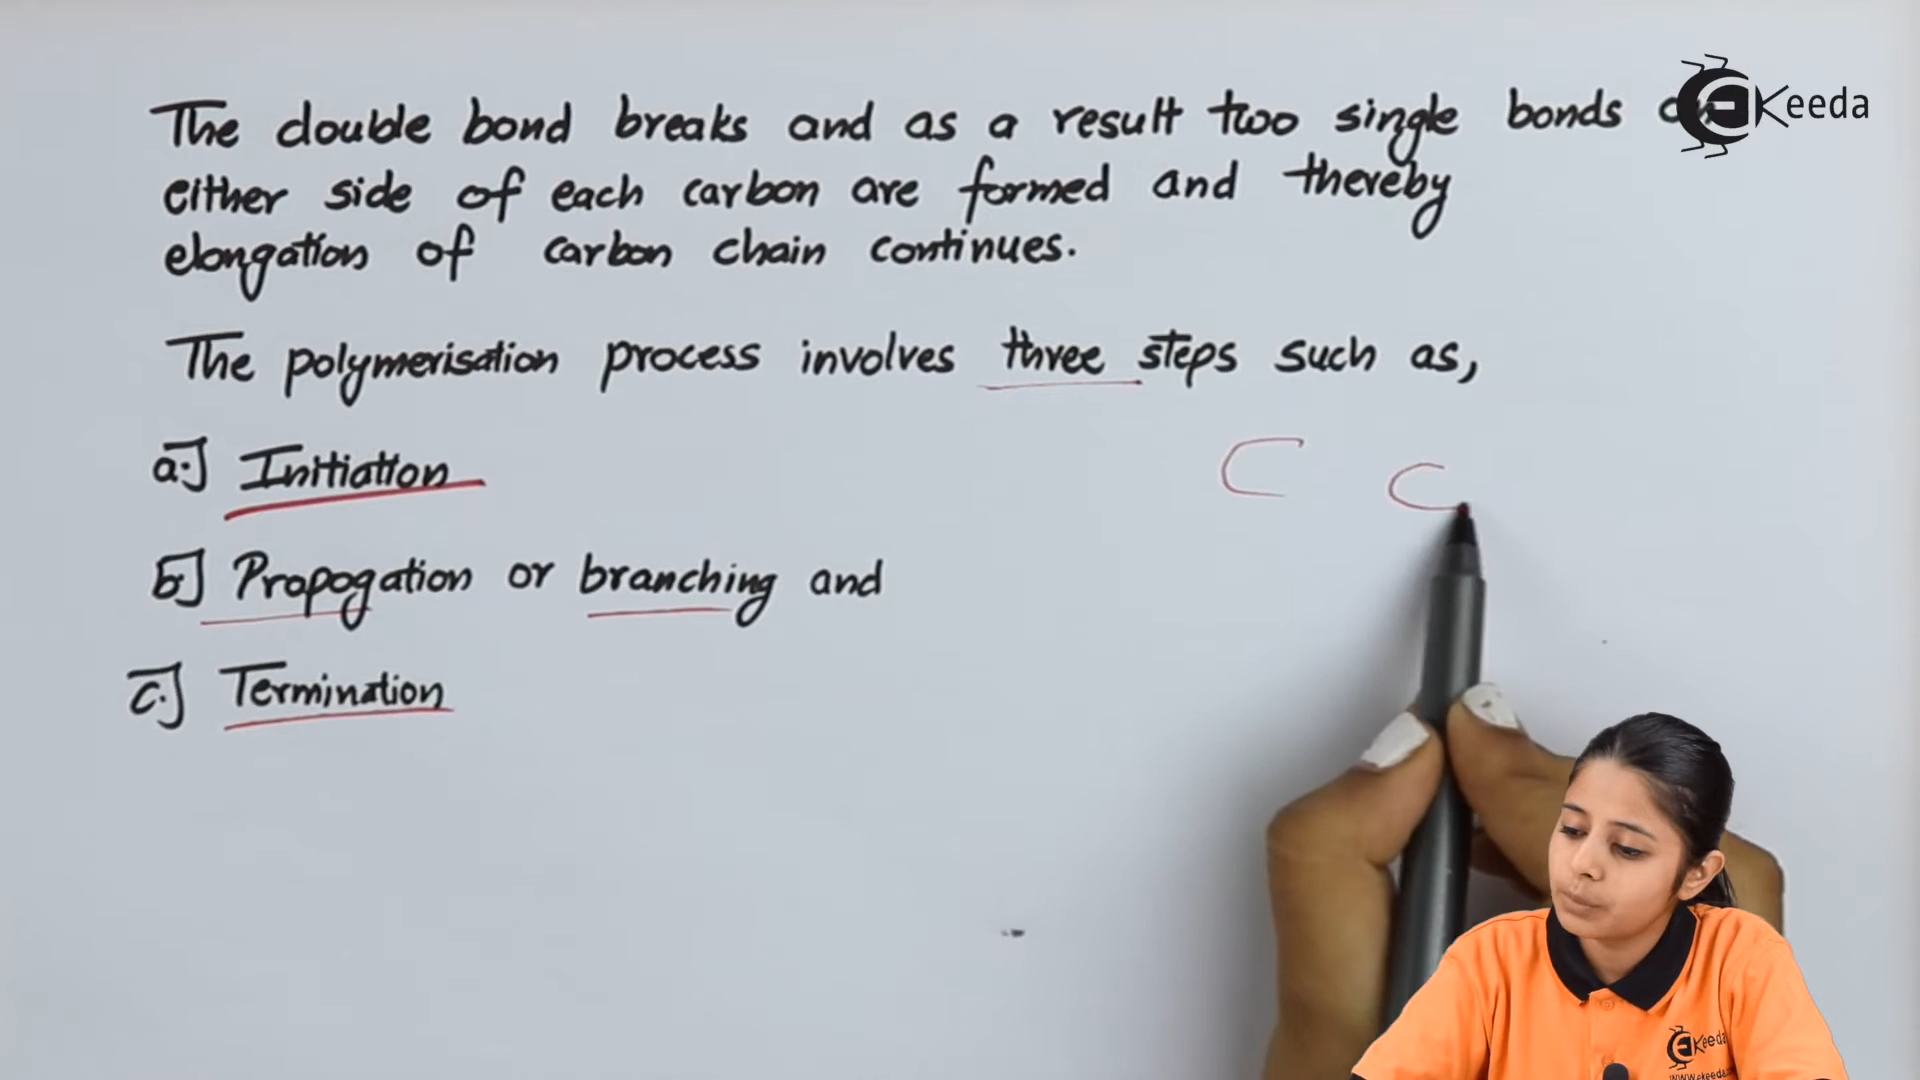 The double bond breaks and as a result two single bonds on
either side of each carbon are formed and thereby
elongation of carbon chain continues.
The polymerisation process involves three steps such as,
a.] Initiation
C C
b.] Propogation or branching and
c.] Termination
eKeeda
eKeeda